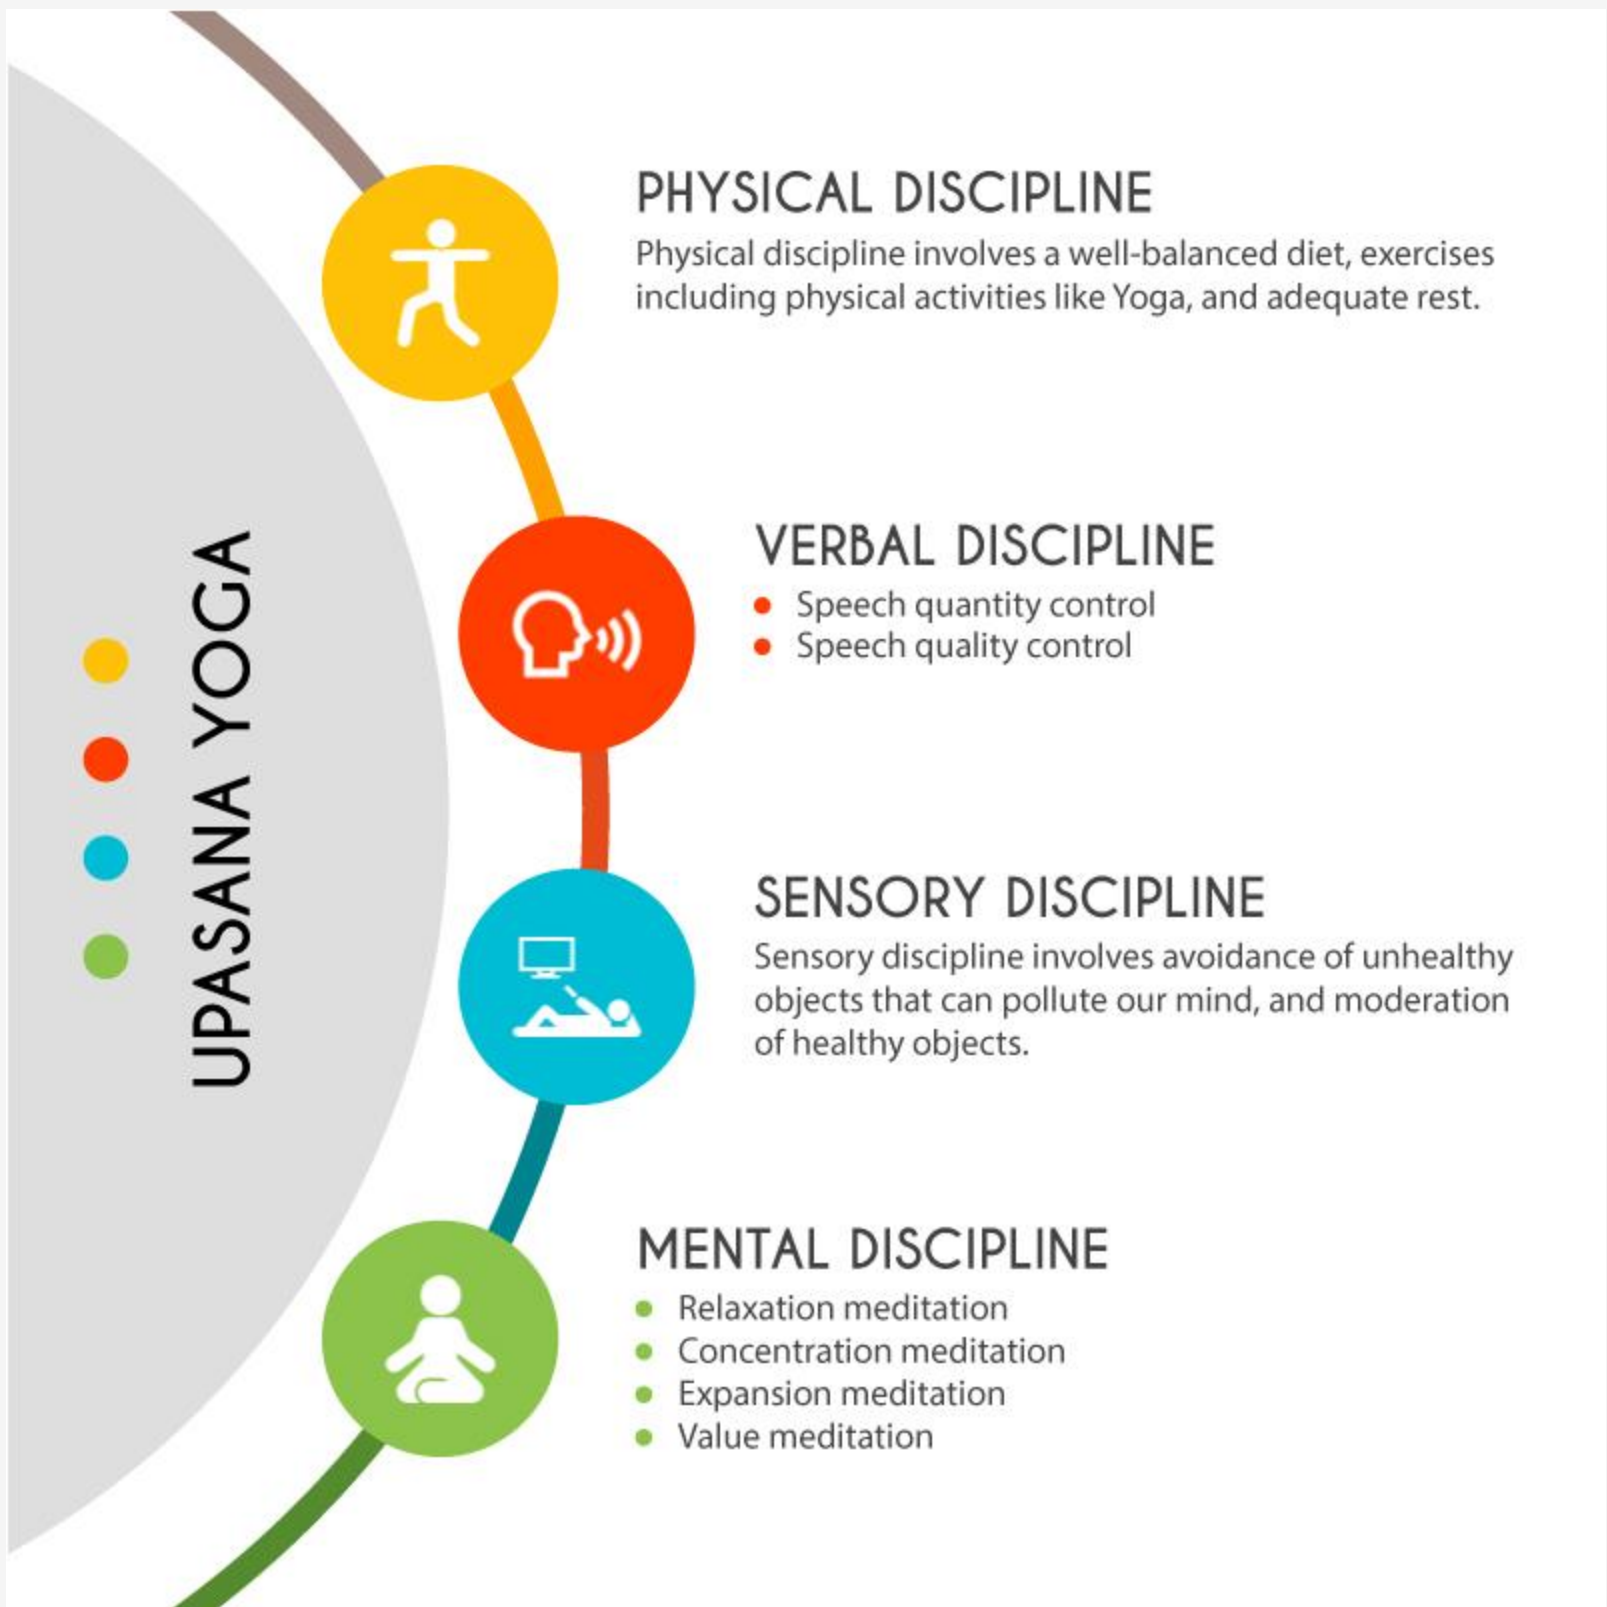 UPASANA YOGA
PHYSICAL DISCIPLINE
Physical discipline involves a well-balanced diet, exercises
including physical activities like Yoga, and adequate rest.
VERBAL DISCIPLINE
Speech quantity control
Speech quality control
SENSORY DISCIPLINE
Sensory discipline involves avoidance of unhealthy
objects that can pollute our mind, and moderation
of healthy objects.
MENTAL DISCIPLINE
Relaxation meditation
Concentration meditation
Expansion meditation
Value meditation